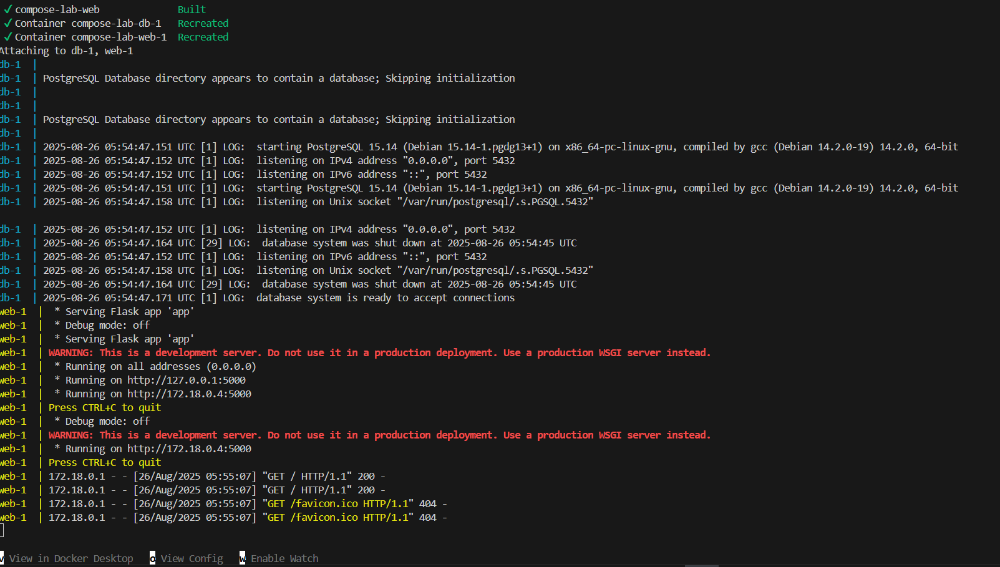 ✓ compose-lab-web Built
✓ Container compose-lab-db-1 Recreated
✓ Container compose-lab-web-1 Recreated
Attaching to db-1, web-1
db-1 |
db-1 | PostgreSQL Database directory appears to contain a database; Skipping initialization
db-1 |
db-1 |
db-1 | PostgreSQL Database directory appears to contain a database; Skipping initialization
db-1 |
db-1 | 2025-08-26 05:54:47.151 UTC [1] LOG:  starting PostgreSQL 15.14 (Debian 15.14-1.pgdg13+1) on x86_64-pc-linux-gnu, compiled by gcc (Debian 14.2.0-19) 14.2.0, 64-bit
db-1 | 2025-08-26 05:54:47.152 UTC [1] LOG:  listening on IPv4 address "0.0.0.0", port 5432
db-1 | 2025-08-26 05:54:47.152 UTC [1] LOG:  listening on IPv6 address "::", port 5432
db-1 | 2025-08-26 05:54:47.151 UTC [1] LOG:  starting PostgreSQL 15.14 (Debian 15.14-1.pgdg13+1) on x86_64-pc-linux-gnu, compiled by gcc (Debian 14.2.0-19) 14.2.0, 64-bit
db-1 | 2025-08-26 05:54:47.158 UTC [1] LOG:  listening on Unix socket "/var/run/postgresql/.s.PGSQL.5432"
db-1 | 2025-08-26 05:54:47.152 UTC [1] LOG:  listening on IPv4 address "0.0.0.0", port 5432
db-1 | 2025-08-26 05:54:47.164 UTC [29] LOG:  database system was shut down at 2025-08-26 05:54:45 UTC
db-1 | 2025-08-26 05:54:47.152 UTC [1] LOG:  listening on IPv6 address "::", port 5432
db-1 | 2025-08-26 05:54:47.158 UTC [1] LOG:  listening on Unix socket "/var/run/postgresql/.s.PGSQL.5432"
db-1 | 2025-08-26 05:54:47.164 UTC [29] LOG:  database system was shut down at 2025-08-26 05:54:45 UTC
db-1 | 2025-08-26 05:54:47.171 UTC [1] LOG:  database system is ready to accept connections
web-1 |  * Serving Flask app 'app'
web-1 |  * Debug mode: off
web-1 |  * Serving Flask app 'app'
web-1 | WARNING: This is a development server. Do not use it in a production deployment. Use a production WSGI server instead.
web-1 |  * Running on all addresses (0.0.0.0)
web-1 |  * Running on http://127.0.0.1:5000
web-1 |  * Running on http://172.18.0.4:5000
web-1 | Press CTRL+C to quit
web-1 |  * Debug mode: off
web-1 | WARNING: This is a development server. Do not use it in a production deployment. Use a production WSGI server instead.
web-1 |  * Running on http://172.18.0.4:5000
web-1 | Press CTRL+C to quit
web-1 | 172.18.0.1 - - [26/Aug/2025 05:55:07] "GET / HTTP/1.1" 200 -
web-1 | 172.18.0.1 - - [26/Aug/2025 05:55:07] "GET / HTTP/1.1" 200 -
web-1 | 172.18.0.1 - - [26/Aug/2025 05:55:07] "GET /favicon.ico HTTP/1.1" 404 -
web-1 | 172.18.0.1 - - [26/Aug/2025 05:55:07] "GET /favicon.ico HTTP/1.1" 404 -
v View in Docker Desktop o View Config w Enable Watch